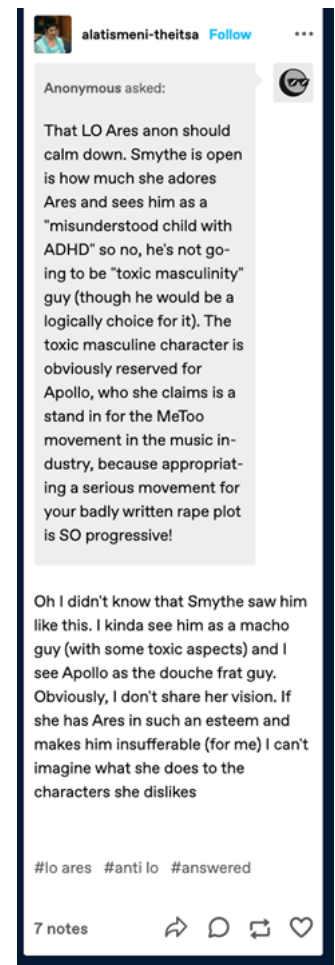 alatismeni-theitsa Follow
Anonymous asked:
That LO Ares anon should
calm down. Smythe is open
is how much she adores
Ares and sees him as a
"misunderstood child with
ADHD" so no, he's not go-
ing to be "toxic masculinity"
guy (though he would be a
logically choice for it). The
toxic masculine character is
obviously reserved for
Apollo, who she claims is a
stand in for the MeToo
movement in the music in-
dustry, because appropriat-
ing a serious movement for
your badly written rape plot
is SO progressive!
Oh I didn't know that Smythe saw him
like this. I kinda see him as a macho
guy (with some toxic aspects) and I
see Apollo as the douche frat guy.
Obviously, I don't share her vision. If
she has Ares in such an esteem and
makes him insufferable (for me) I can't
imagine what she does to the
characters she dislikes
#lo ares #anti lo #answered
7 notes